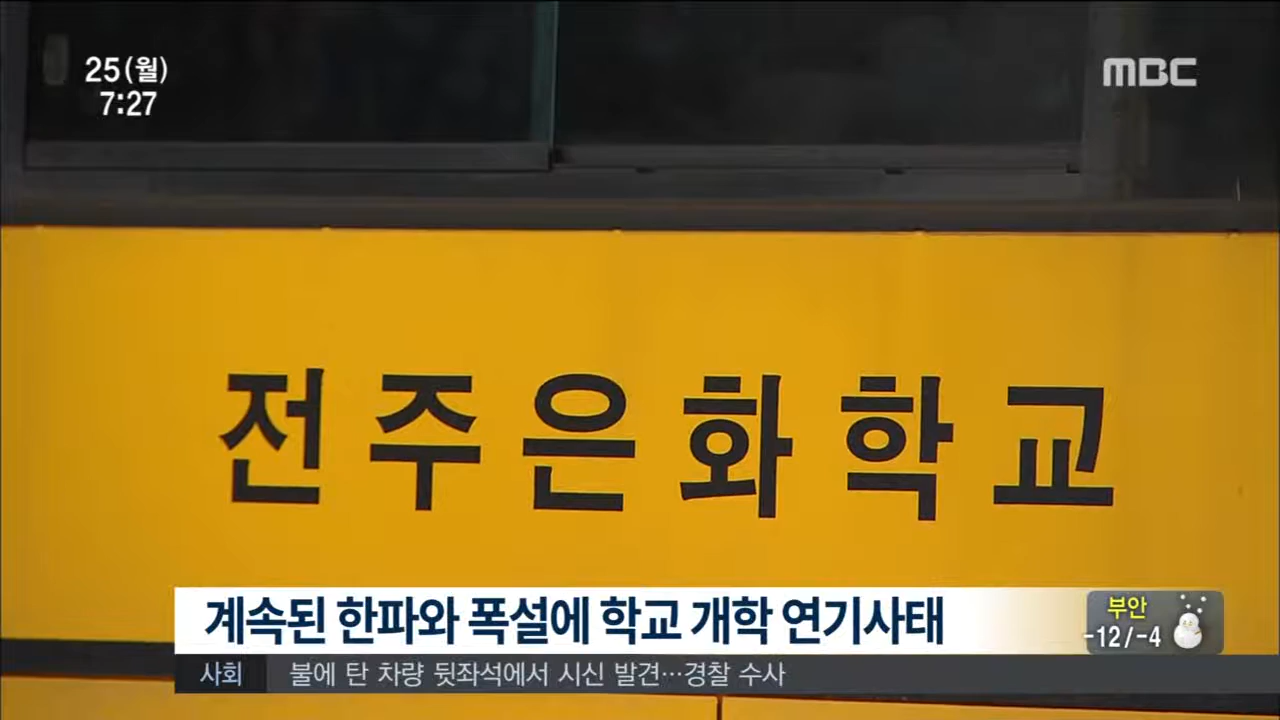 25(월)
7:27
MBC
전주은화학교
계속된 한파와 폭설에 학교 개학 연기사태
부안
-12/-4
사회 불에 탄 차량 뒷좌석에서 시신 발견...경찰 수사